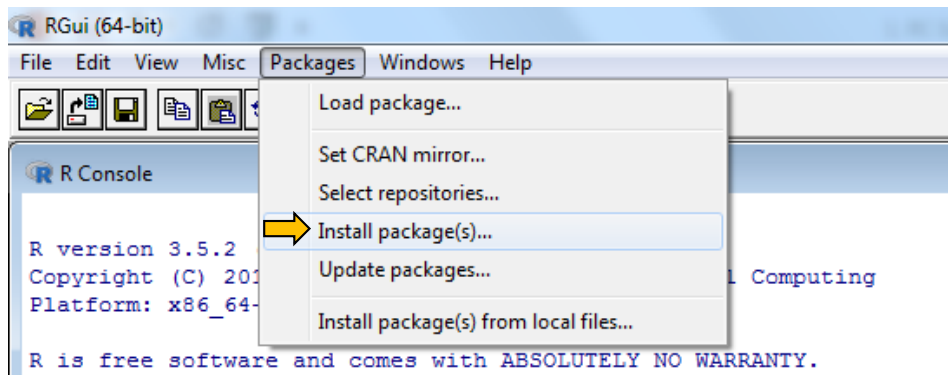 RGui (64-bit)
File Edit View Misc Packages Windows Help
Load package...
Set CRAN mirror...
Select repositories...
Install package(s)...
Update packages...
Install package(s) from local files...
R Console
R version 3.5.2
Copyright (C) 201 Computing
Platform: x86_64-
R is free software and comes with ABSOLUTELY NO WARRANTY.